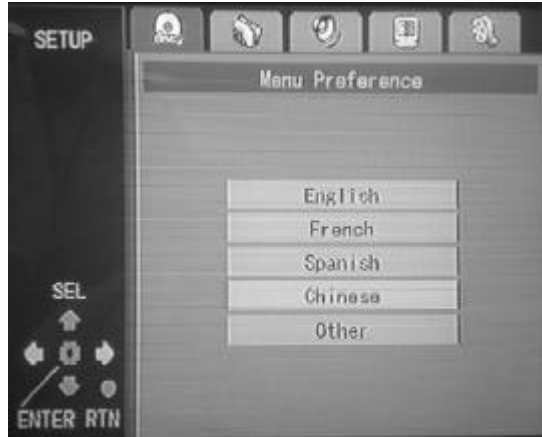 SETUP
Menu Preference
English
French
Spanish
Chinese
Other
SEL
ENTER RTN